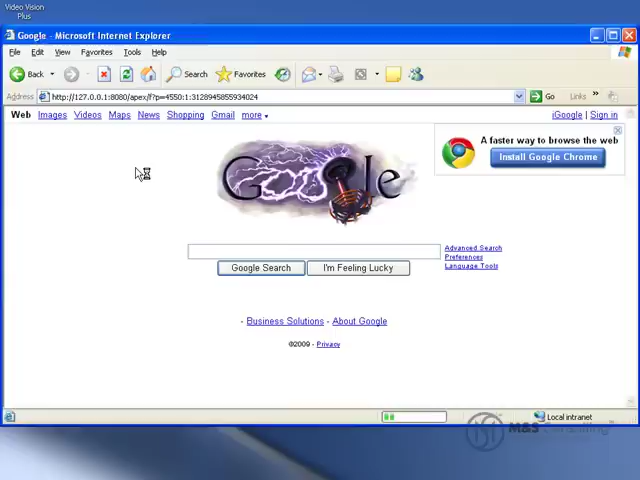 Video Vision
Plus
Google - Microsoft Internet Explorer
File Edit View Favorites Tools Help
Back Search Favorites
Address http://127.0.0.1:8080/apex/f?p=4550:1:3128945855934024 Go Links »
Web Images Videos Maps News Shopping Gmail more ▼ iGoogle | Sign in
A faster way to browse the web
Install Google Chrome
Google
Advanced Search
Preferences
Language Tools
Google Search I'm Feeling Lucky
- Business Solutions - About Google
©2009 - Privacy
Local intranet
M&S Consulting